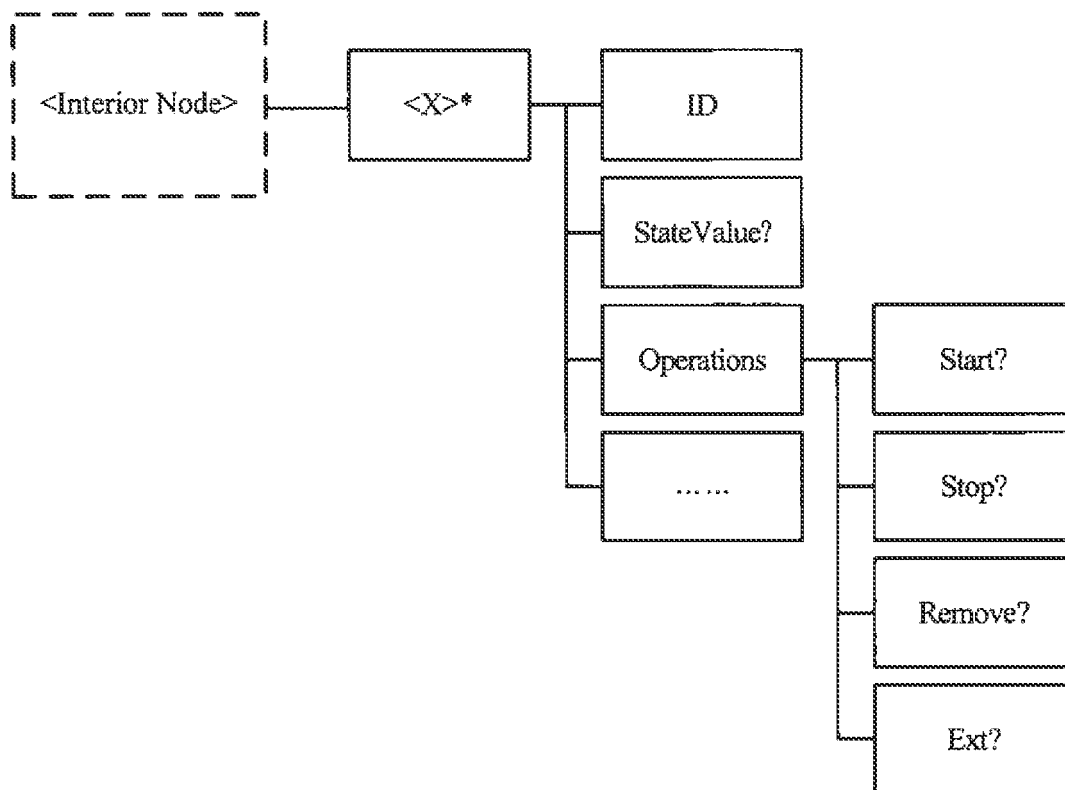 <Interior Node>
<X>*
ID
StateValue?
Operations
Start?
Stop?
……
Remove?
Ext?